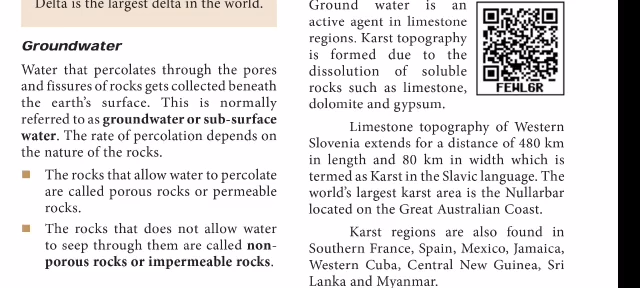 Delta is the largest delta in the world.
Groundwater
Water that percolates through the pores
and fissures of rocks gets collected beneath
the earth's surface. This is normally
referred to as groundwater or sub-surface
water. The rate of percolation depends on
the nature of the rocks.
The rocks that allow water to percolate
are called porous rocks or permeable
rocks.
The rocks that does not allow water
to seep through them are called non-
porous rocks or impermeable rocks.
Ground water is an
active agent in limestone
regions. Karst topography
is formed due to the
dissolution of soluble
rocks such as limestone,
dolomite and gypsum.
FEWL6R
Limestone topography of Western
Slovenia extends for a distance of 480 km
in length and 80 km in width which is
termed as Karst in the Slavic language. The
world's largest karst area is the Nullarbar
located on the Great Australian Coast.
Karst regions are also found in
Southern France, Spain, Mexico, Jamaica,
Western Cuba, Central New Guinea, Sri
Lanka and Myanmar.